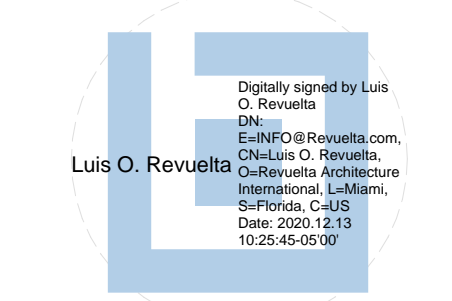 Luis O. Revuelta
Digitally signed by Luis
O. Revuelta
DN:
E=INFO@Revuelta.com,
CN=Luis O. Revuelta,
O=Revuelta Architecture
International, L=Miami,
S=Florida, C=US
Date: 2020.12.13
10:25:45-05'00'